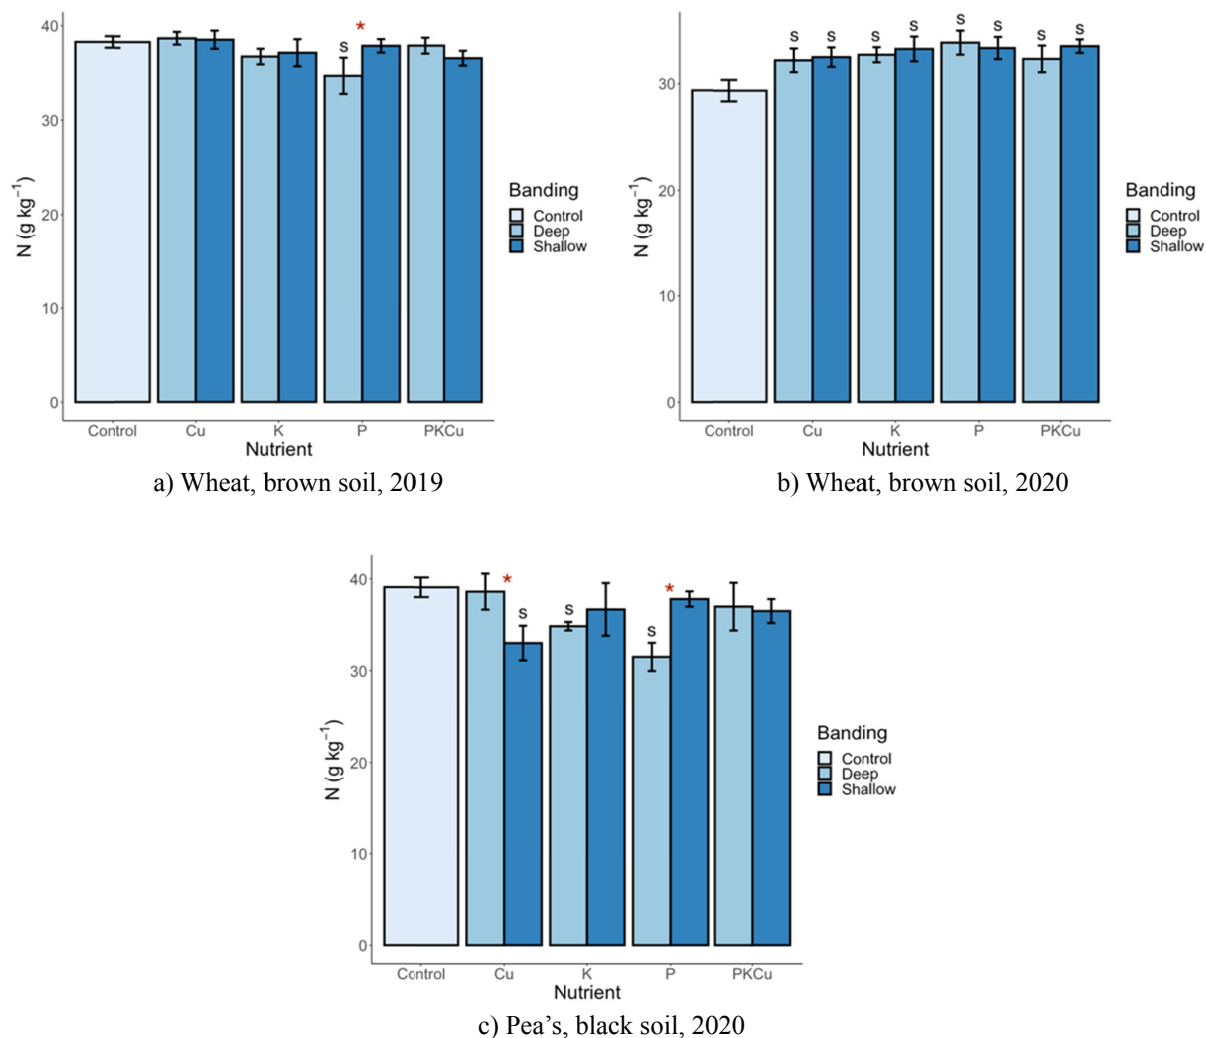 40
30
20
10
0
N (g kg⁻¹)
s
*
Control Cu K P PKCu
Nutrient
Banding
Control
Deep
Shallow
a) Wheat, brown soil, 2019
30
20
10
0
N (g kg⁻¹)
s s s s s s s s
Control Cu K P PKCu
Nutrient
Banding
Control
Deep
Shallow
b) Wheat, brown soil, 2020
40
30
20
10
0
N (g kg⁻¹)
* *
s s s
Control Cu K P PKCu
Nutrient
Banding
Control
Deep
Shallow
c) Pea’s, black soil, 2020